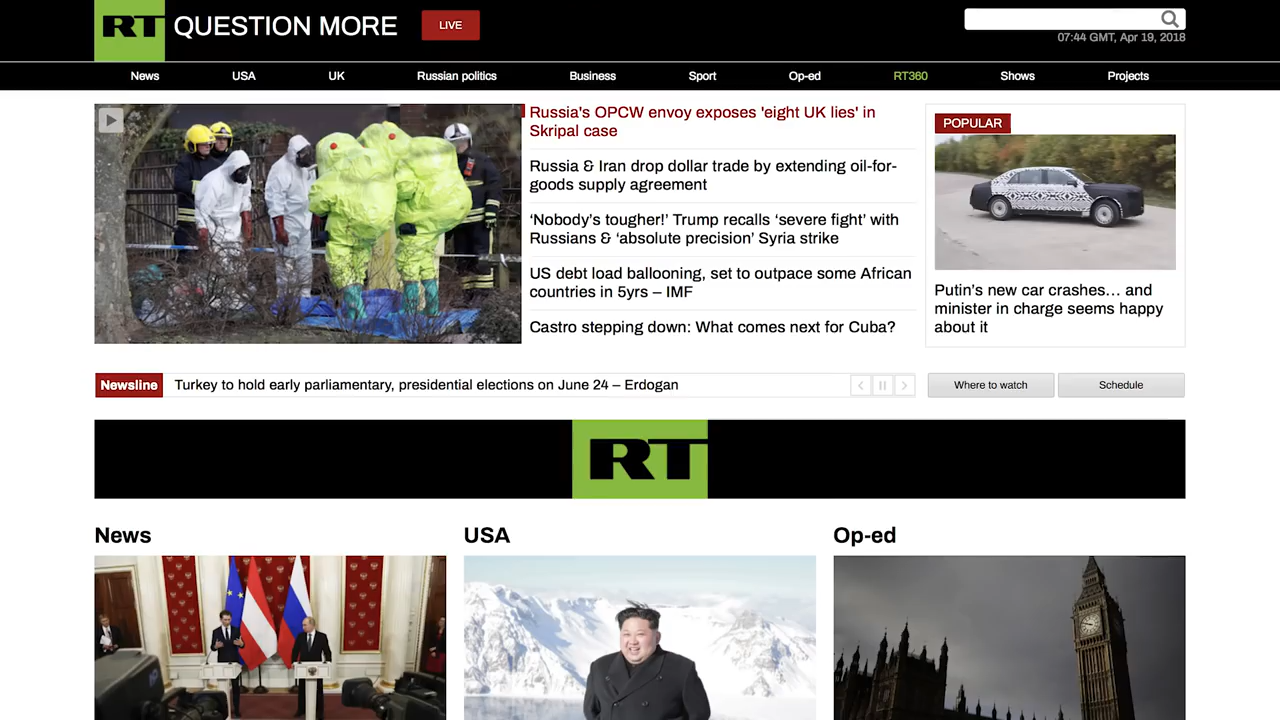 RT QUESTION MORE
LIVE
07:44 GMT, Apr 19, 2018
News USA UK Russian politics Business Sport Op-ed RT360 Shows Projects
Russia's OPCW envoy exposes 'eight UK lies' in
Skripal case
Russia & Iran drop dollar trade by extending oil-for-
goods supply agreement
‘Nobody’s tougher!’ Trump recalls ‘severe fight’ with
Russians & ‘absolute precision’ Syria strike
US debt load ballooning, set to outpace some African
countries in 5yrs – IMF
Castro stepping down: What comes next for Cuba?
POPULAR
Putin’s new car crashes… and
minister in charge seems happy
about it
Newsline Turkey to hold early parliamentary, presidential elections on June 24 – Erdogan
Where to watch Schedule
RT
News USA Op-ed